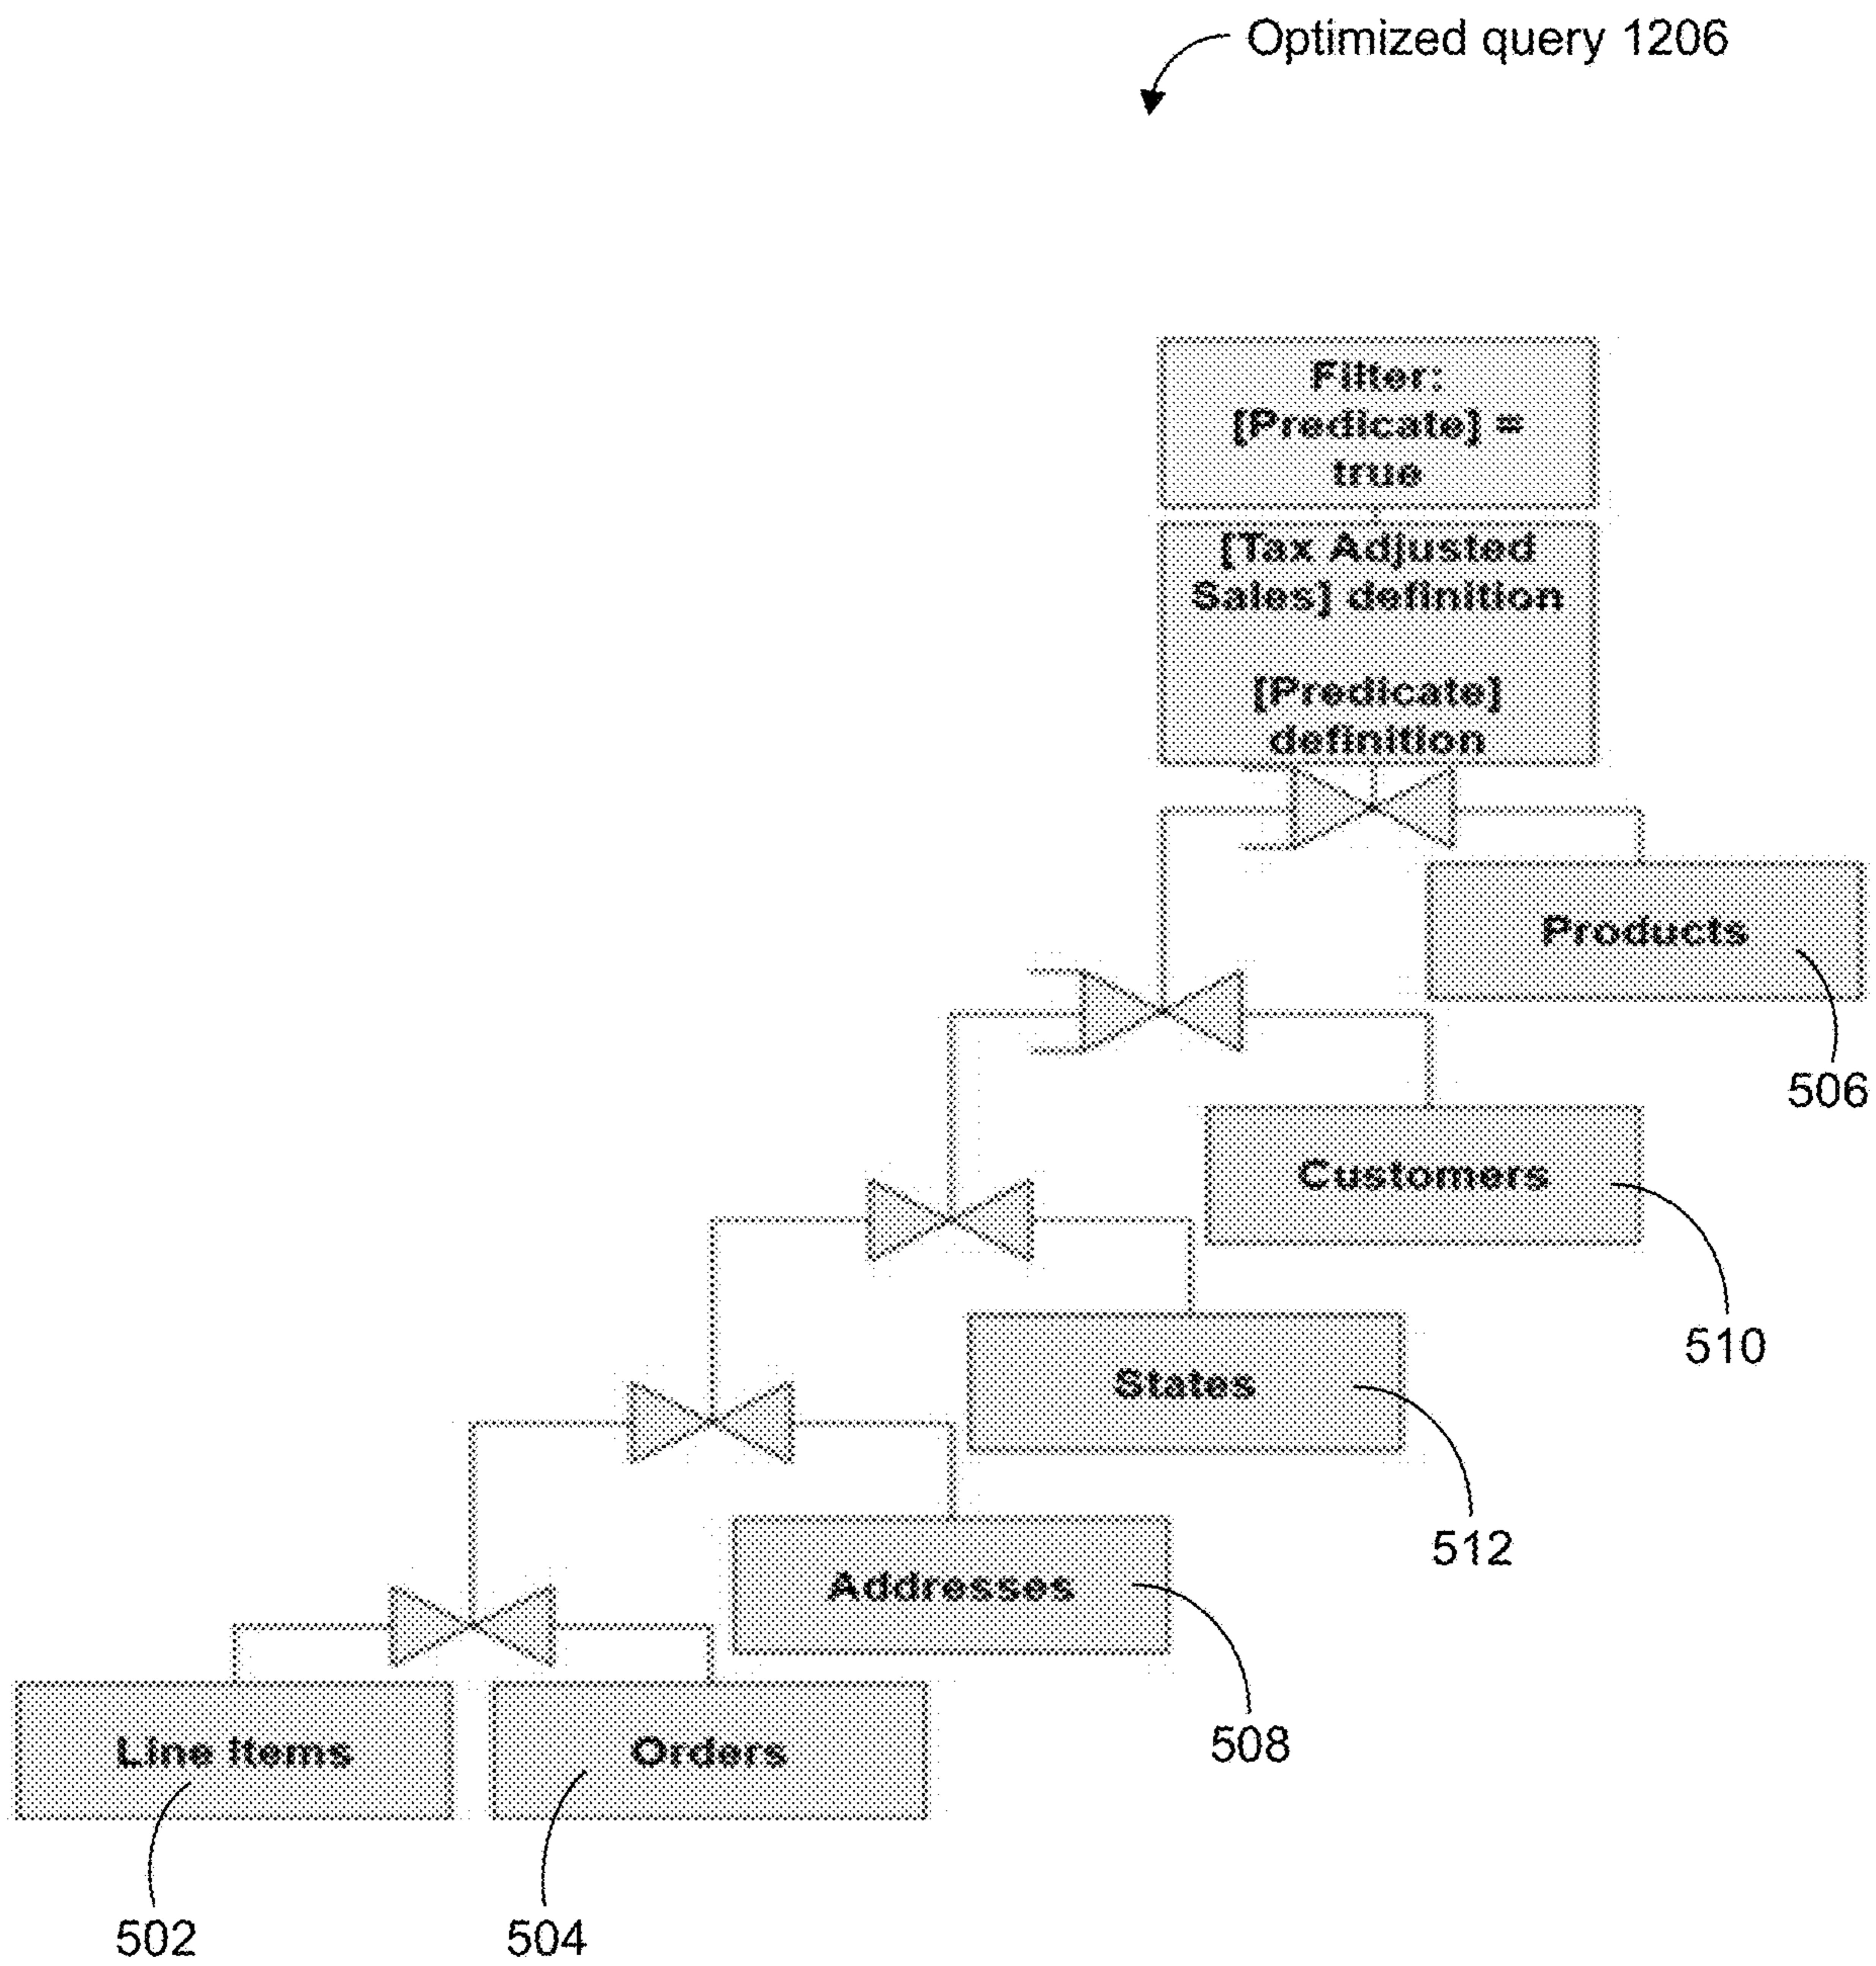 Optimized query 1206
Filter:
[Predicate] =
true
[Tax Adjusted
Sales] definition
[Predicate]
definition
Products
506
Customers
510
States
512
Addresses
508
Line Items
Orders
502
504